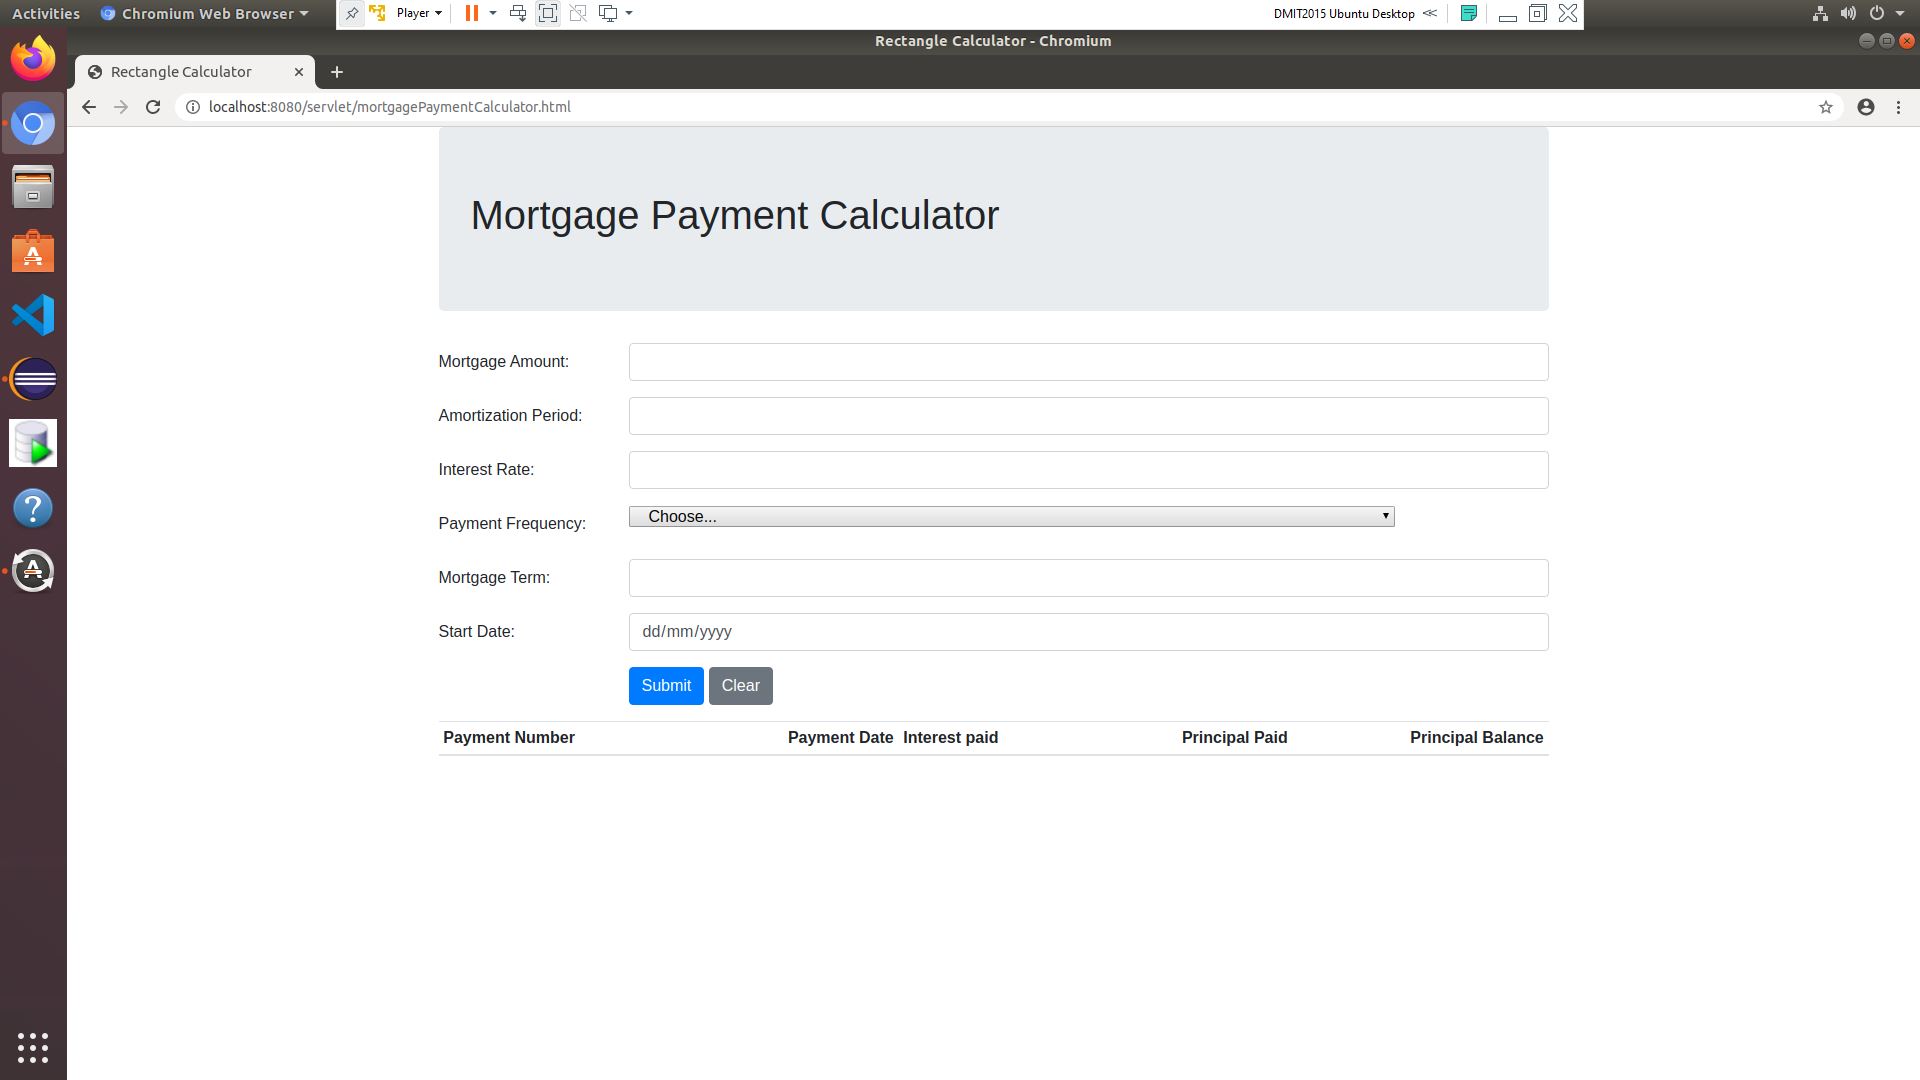 Activities Chromium Web Browser Player DMIT2015 Ubuntu Desktop
Rectangle Calculator - Chromium
Rectangle Calculator
localhost:8080/servlet/mortgagePaymentCalculator.html
Mortgage Payment Calculator
Mortgage Amount:
Amortization Period:
Interest Rate:
Payment Frequency: Choose...
Mortgage Term:
Start Date: dd/mm/yyyy
Submit Clear
Payment Number Payment Date Interest paid Principal Paid Principal Balance